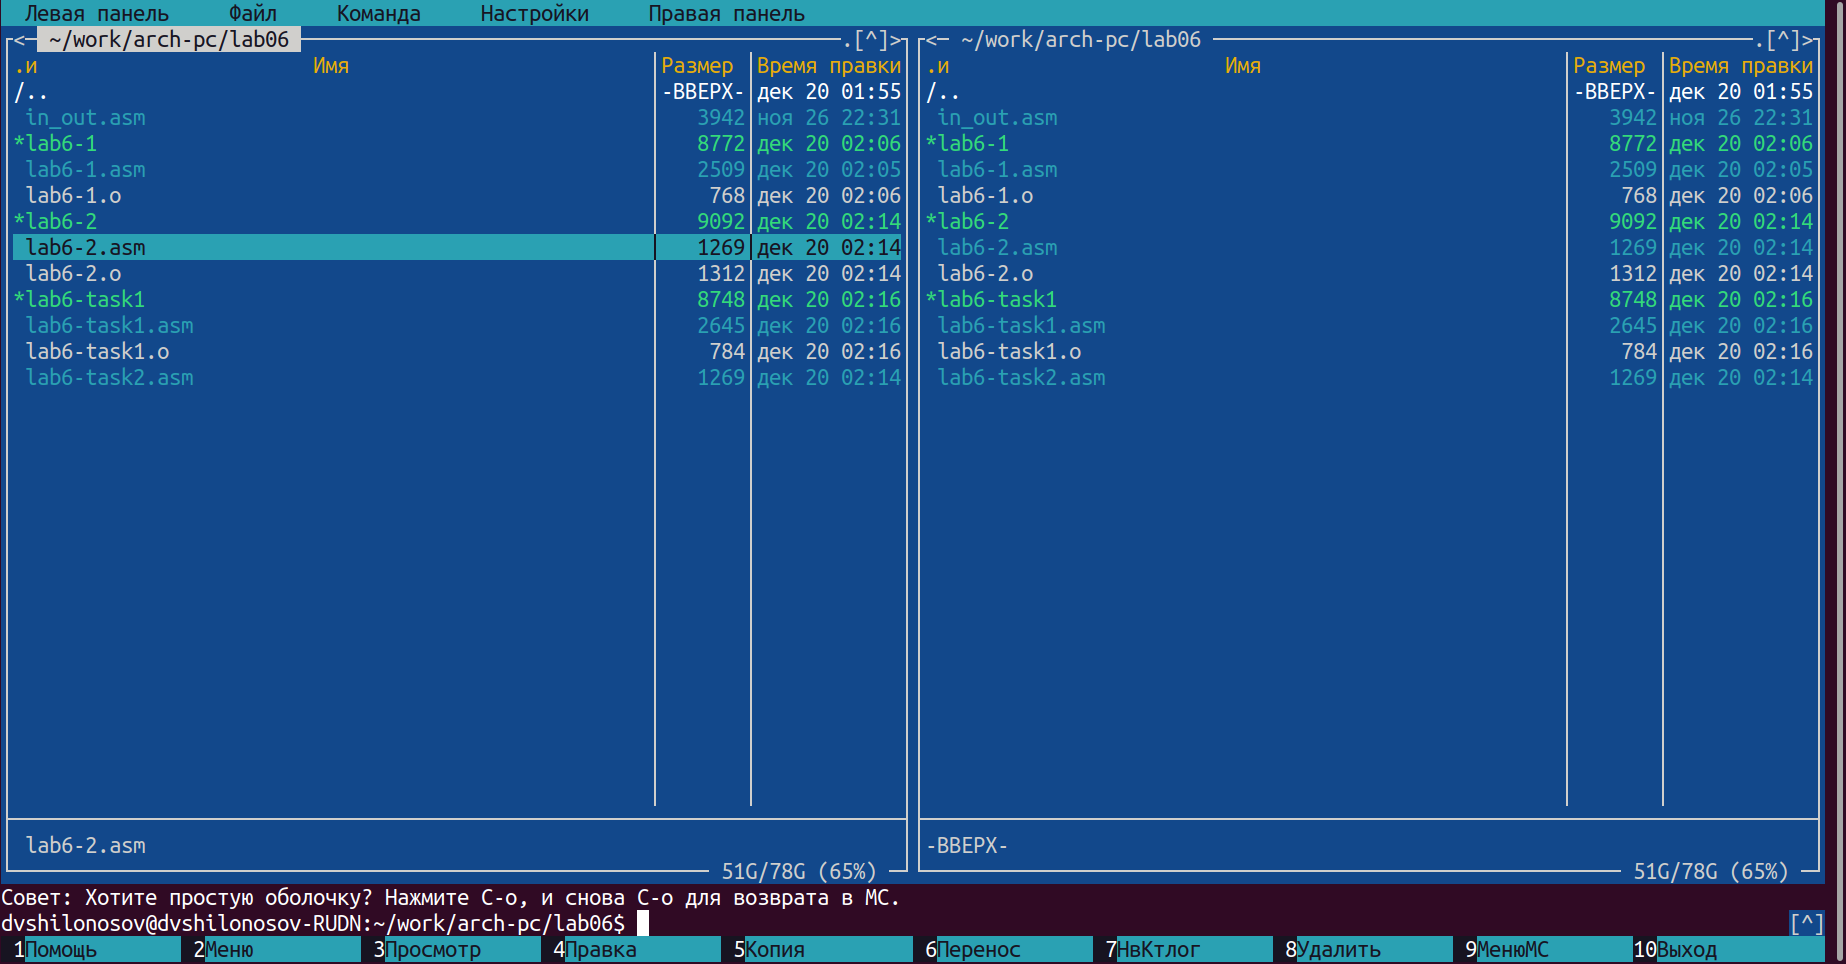 Левая панель Файл Команда Настройки Правая панель
<─ ~/work/arch-pc/lab06 ─.[^]> <─ ~/work/arch-pc/lab06 ─.[^]>
.и Имя Размер Время правки .и Имя Размер Время правки
/.. -ВВЕРХ- дек 20 01:55 /.. -ВВЕРХ- дек 20 01:55
in_out.asm 3942 ноя 26 22:31 in_out.asm 3942 ноя 26 22:31
*lab6-1 8772 дек 20 02:06 *lab6-1 8772 дек 20 02:06
lab6-1.asm 2509 дек 20 02:05 lab6-1.asm 2509 дек 20 02:05
lab6-1.o 768 дек 20 02:06 lab6-1.o 768 дек 20 02:06
*lab6-2 9092 дек 20 02:14 *lab6-2 9092 дек 20 02:14
lab6-2.asm 1269 дек 20 02:14 lab6-2.asm 1269 дек 20 02:14
lab6-2.o 1312 дек 20 02:14 lab6-2.o 1312 дек 20 02:14
*lab6-task1 8748 дек 20 02:16 *lab6-task1 8748 дек 20 02:16
lab6-task1.asm 2645 дек 20 02:16 lab6-task1.asm 2645 дек 20 02:16
lab6-task1.o 784 дек 20 02:16 lab6-task1.o 784 дек 20 02:16
lab6-task2.asm 1269 дек 20 02:14 lab6-task2.asm 1269 дек 20 02:14
lab6-2.asm -ВВЕРХ-
51G/78G (65%) 51G/78G (65%)
Совет: Хотите простую оболочку? Нажмите C-o, и снова C-o для возврата в MC.
dvshilonosov@dvshilonosov-RUDN:~/work/arch-pc/lab06$ [^]
1Помощь 2Меню 3Просмотр 4Правка 5Копия 6Перенос 7НвКтлог 8Удалить 9МенюMC 10Выход